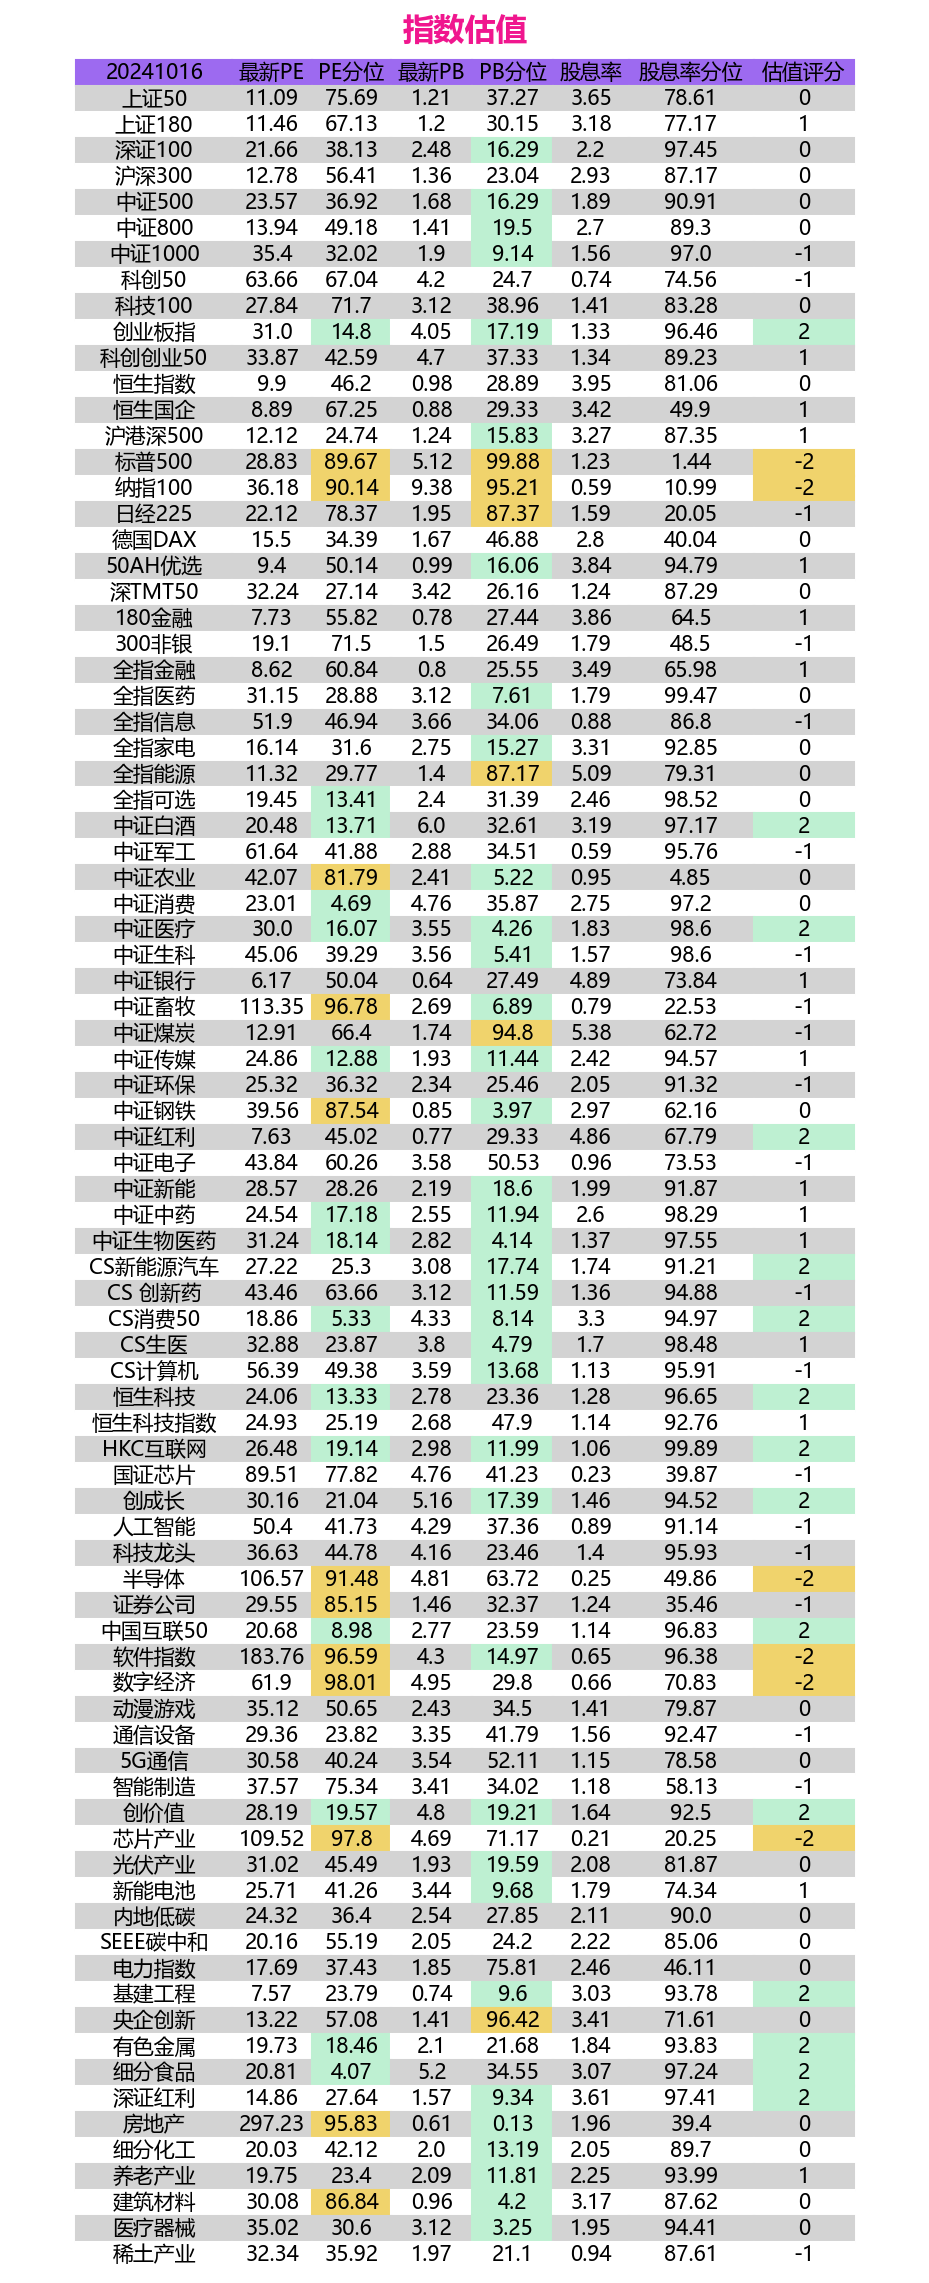 指数估值
20241016 最新PE PE分位 最新PB PB分位 股息率 股息率分位 估值评分
上证50 11.09 75.69 1.21 37.27 3.65 78.61 0
上证180 11.46 67.13 1.2 30.15 3.18 77.17 1
深证100 21.66 38.13 2.48 16.29 2.2 97.45 0
沪深300 12.78 56.41 1.36 23.04 2.93 87.17 0
中证500 23.57 36.92 1.68 16.29 1.89 90.91 0
中证800 13.94 49.18 1.41 19.5 2.7 89.3 0
中证1000 35.4 32.02 1.9 9.14 1.56 97.0 -1
科创50 63.66 67.04 4.2 24.7 0.74 74.56 -1
科技100 27.84 71.7 3.12 38.96 1.41 83.28 0
创业板指 31.0 14.8 4.05 17.19 1.33 96.46 2
科创创业50 33.87 42.59 4.7 37.33 1.34 89.23 1
恒生指数 9.9 46.2 0.98 28.89 3.95 81.06 0
恒生国企 8.89 67.25 0.88 29.33 3.42 49.9 1
沪港深500 12.12 24.74 1.24 15.83 3.27 87.35 1
标普500 28.83 89.67 5.12 99.88 1.23 1.44 -2
纳指100 36.18 90.14 9.38 95.21 0.59 10.99 -2
日经225 22.12 78.37 1.95 87.37 1.59 20.05 -1
德国DAX 15.5 34.39 1.67 46.88 2.8 40.04 0
50AH优选 9.4 50.14 0.99 16.06 3.84 94.79 1
深TMT50 32.24 27.14 3.42 26.16 1.24 87.29 0
180金融 7.73 55.82 0.78 27.44 3.86 64.5 1
300非银 19.1 71.5 1.5 26.49 1.79 48.5 -1
全指金融 8.62 60.84 0.8 25.55 3.49 65.98 1
全指医药 31.15 28.88 3.12 7.61 1.79 99.47 0
全指信息 51.9 46.94 3.66 34.06 0.88 86.8 -1
全指家电 16.14 31.6 2.75 15.27 3.31 92.85 0
全指能源 11.32 29.77 1.4 87.17 5.09 79.31 0
全指可选 19.45 13.41 2.4 31.39 2.46 98.52 0
中证白酒 20.48 13.71 6.0 32.61 3.19 97.17 2
中证军工 61.64 41.88 2.88 34.51 0.59 95.76 -1
中证农业 42.07 81.79 2.41 5.22 0.95 4.85 0
中证消费 23.01 4.69 4.76 35.87 2.75 97.2 0
中证医疗 30.0 16.07 3.55 4.26 1.83 98.6 2
中证生科 45.06 39.29 3.56 5.41 1.57 98.6 -1
中证银行 6.17 50.04 0.64 27.49 4.89 73.84 1
中证畜牧 113.35 96.78 2.69 6.89 0.79 22.53 -1
中证煤炭 12.91 66.4 1.74 94.8 5.38 62.72 -1
中证传媒 24.86 12.88 1.93 11.44 2.42 94.57 1
中证环保 25.32 36.32 2.34 25.46 2.05 91.32 -1
中证钢铁 39.56 87.54 0.85 3.97 2.97 62.16 0
中证红利 7.63 45.02 0.77 29.33 4.86 67.79 2
中证电子 43.84 60.26 3.58 50.53 0.96 73.53 -1
中证新能 28.57 28.26 2.19 18.6 1.99 91.87 1
中证中药 24.54 17.18 2.55 11.94 2.6 98.29 1
中证生物医药 31.24 18.14 2.82 4.14 1.37 97.55 1
CS新能源汽车 27.22 25.3 3.08 17.74 1.74 91.21 2
CS 创新药 43.46 63.66 3.12 11.59 1.36 94.88 -1
CS消费50 18.86 5.33 4.33 8.14 3.3 94.97 2
CS生医 32.88 23.87 3.8 4.79 1.7 98.48 1
CS计算机 56.39 49.38 3.59 13.68 1.13 95.91 -1
恒生科技 24.06 13.33 2.78 23.36 1.28 96.65 2
恒生科技指数 24.93 25.19 2.68 47.9 1.14 92.76 1
HKC互联网 26.48 19.14 2.98 11.99 1.06 99.89 2
国证芯片 89.51 77.82 4.76 41.23 0.23 39.87 -1
创成长 30.16 21.04 5.16 17.39 1.46 94.52 2
人工智能 50.4 41.73 4.29 37.36 0.89 91.14 -1
科技龙头 36.63 44.78 4.16 23.46 1.4 95.93 -1
半导体 106.57 91.48 4.81 63.72 0.25 49.86 -2
证券公司 29.55 85.15 1.46 32.37 1.24 35.46 -1
中国互联50 20.68 8.98 2.77 23.59 1.14 96.83 2
软件指数 183.76 96.59 4.3 14.97 0.65 96.38 -2
数字经济 61.9 98.01 4.95 29.8 0.66 70.83 -2
动漫游戏 35.12 50.65 2.43 34.5 1.41 79.87 0
通信设备 29.36 23.82 3.35 41.79 1.56 92.47 -1
5G通信 30.58 40.24 3.54 52.11 1.15 78.58 0
智能制造 37.57 75.34 3.41 34.02 1.18 58.13 -1
创价值 28.19 19.57 4.8 19.21 1.64 92.5 2
芯片产业 109.52 97.8 4.69 71.17 0.21 20.25 -2
光伏产业 31.02 45.49 1.93 19.59 2.08 81.87 0
新能电池 25.71 41.26 3.44 9.68 1.79 74.34 1
内地低碳 24.32 36.4 2.54 27.85 2.11 90.0 0
SEEE碳中和 20.16 55.19 2.05 24.2 2.22 85.06 0
电力指数 17.69 37.43 1.85 75.81 2.46 46.11 0
基建工程 7.57 23.79 0.74 9.6 3.03 93.78 2
央企创新 13.22 57.08 1.41 96.42 3.41 71.61 0
有色金属 19.73 18.46 2.1 21.68 1.84 93.83 2
细分食品 20.81 4.07 5.2 34.55 3.07 97.24 2
深证红利 14.86 27.64 1.57 9.34 3.61 97.41 2
房地产 297.23 95.83 0.61 0.13 1.96 39.4 0
细分化工 20.03 42.12 2.0 13.19 2.05 89.7 0
养老产业 19.75 23.4 2.09 11.81 2.25 93.99 1
建筑材料 30.08 86.84 0.96 4.2 3.17 87.62 0
医疗器械 35.02 30.6 3.12 3.25 1.95 94.41 0
稀土产业 32.34 35.92 1.97 21.1 0.94 87.61 -1